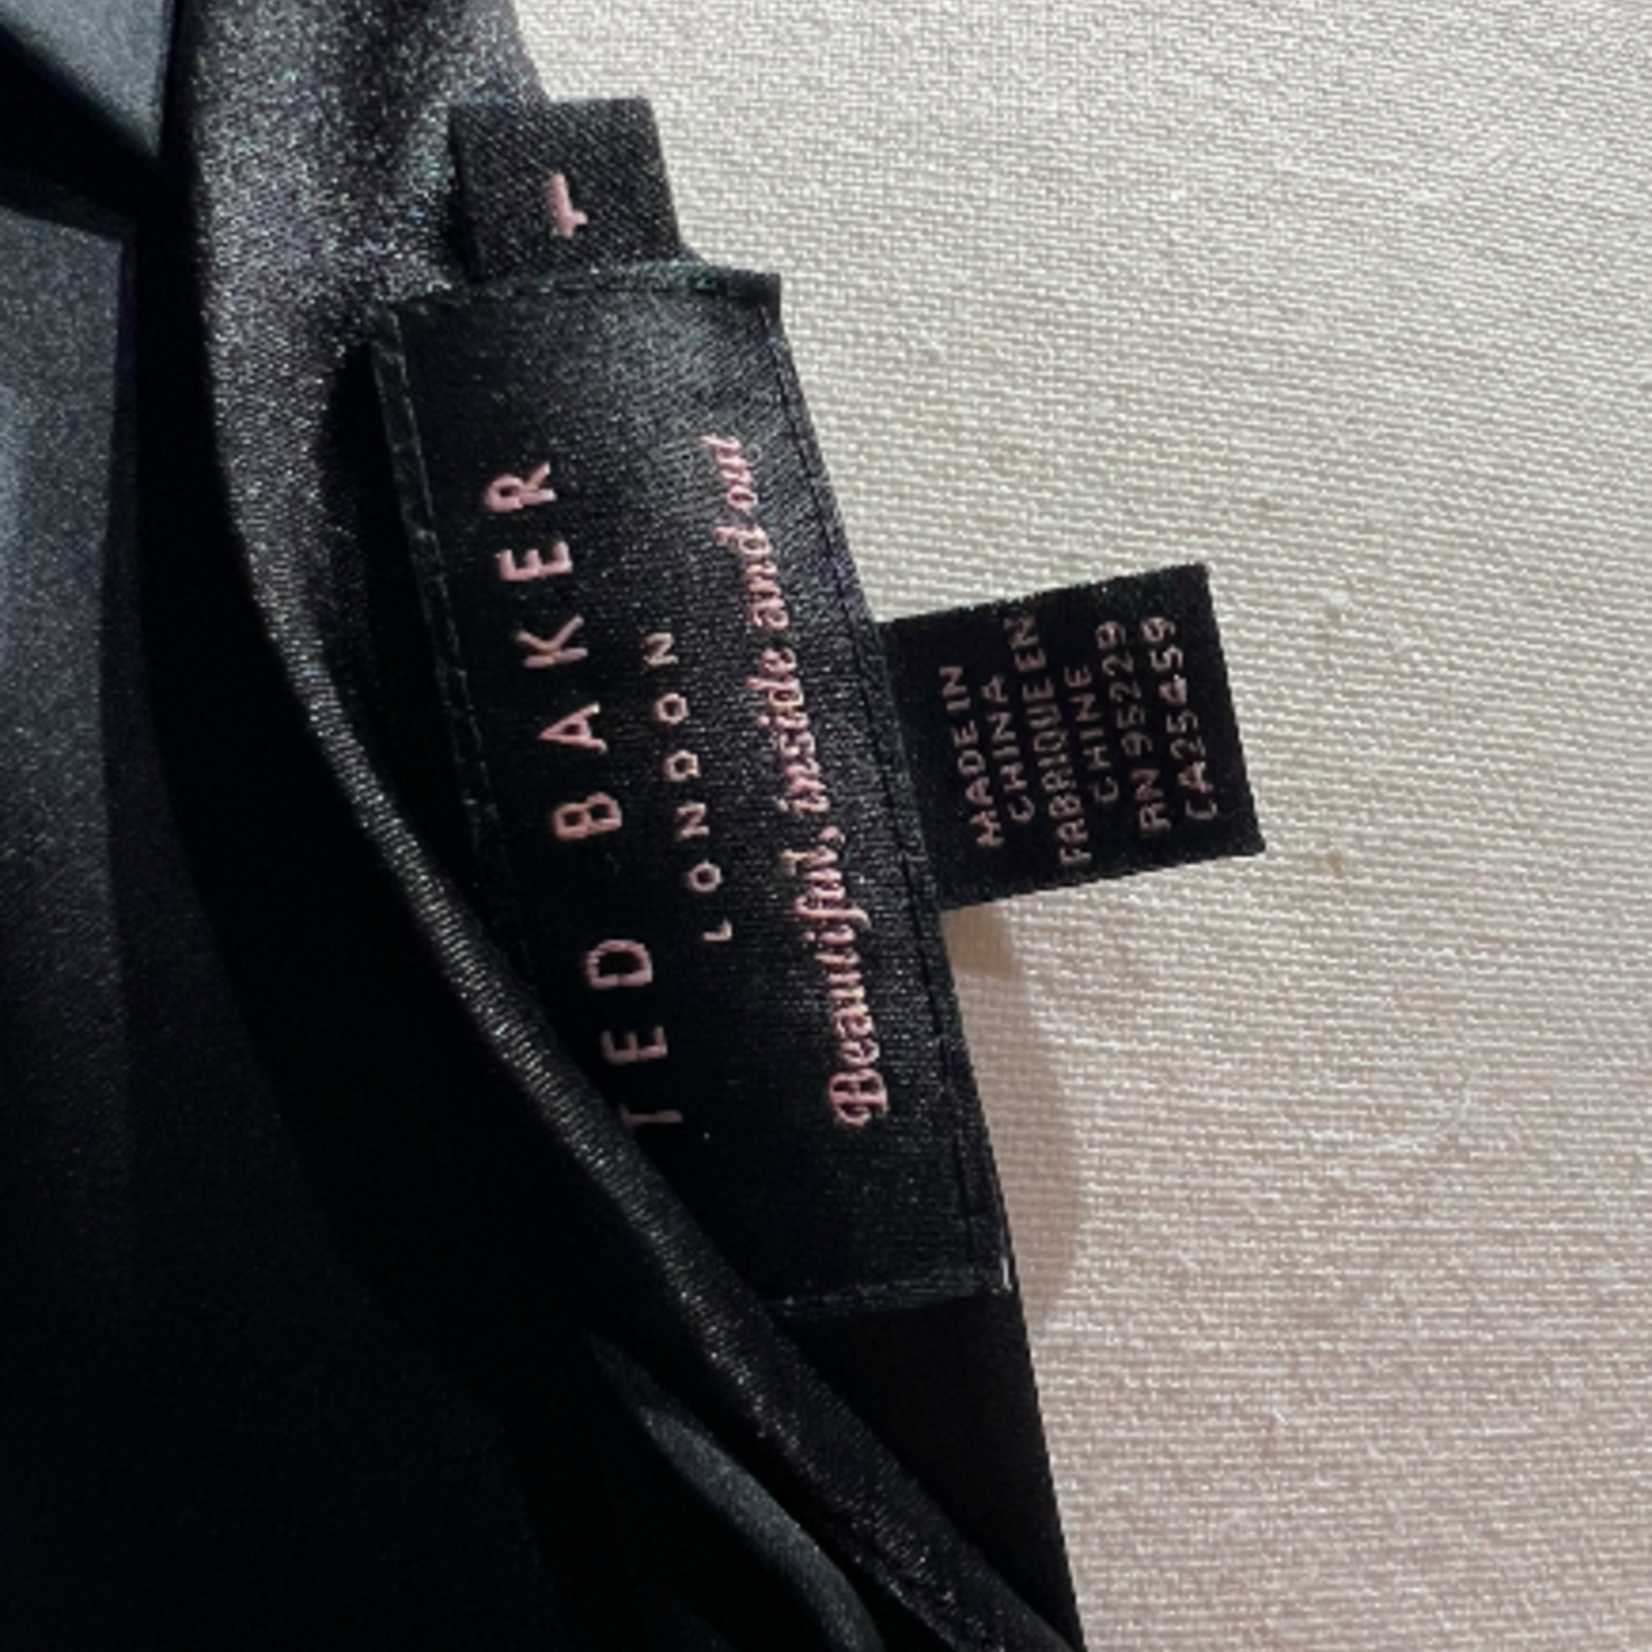 TED BAKER
LONDON
Beautiful, inside and out
MADE IN
CHINA
FABRIQUE EN
CHINE
RN 95229
CA25459